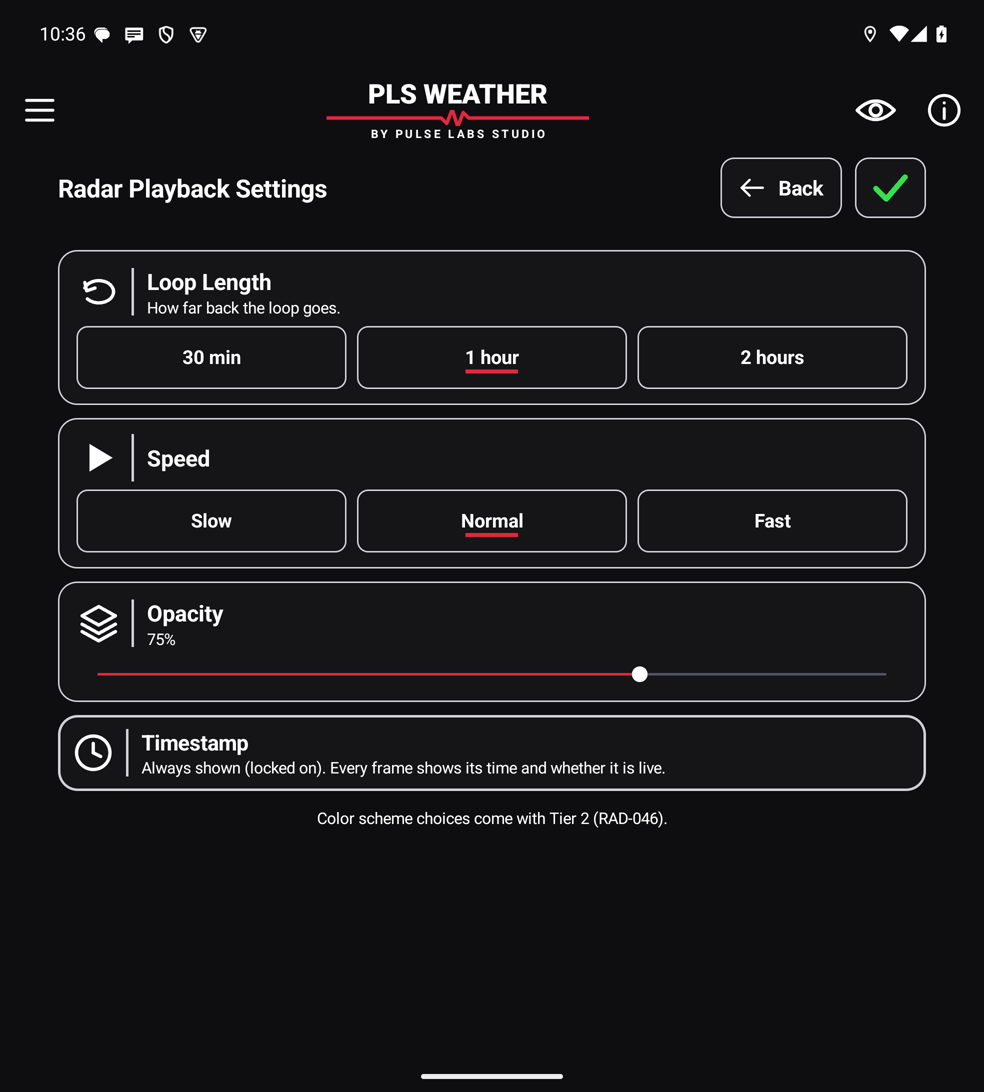 10:36
PLS WEATHER
BY PULSE LABS STUDIO
Radar Playback Settings
Back
Loop Length
How far back the loop goes.
30 min
1 hour
2 hours
Speed
Slow
Normal
Fast
Opacity
75%
Timestamp
Always shown (locked on). Every frame shows its time and whether it is live.
Color scheme choices come with Tier 2 (RAD-046).